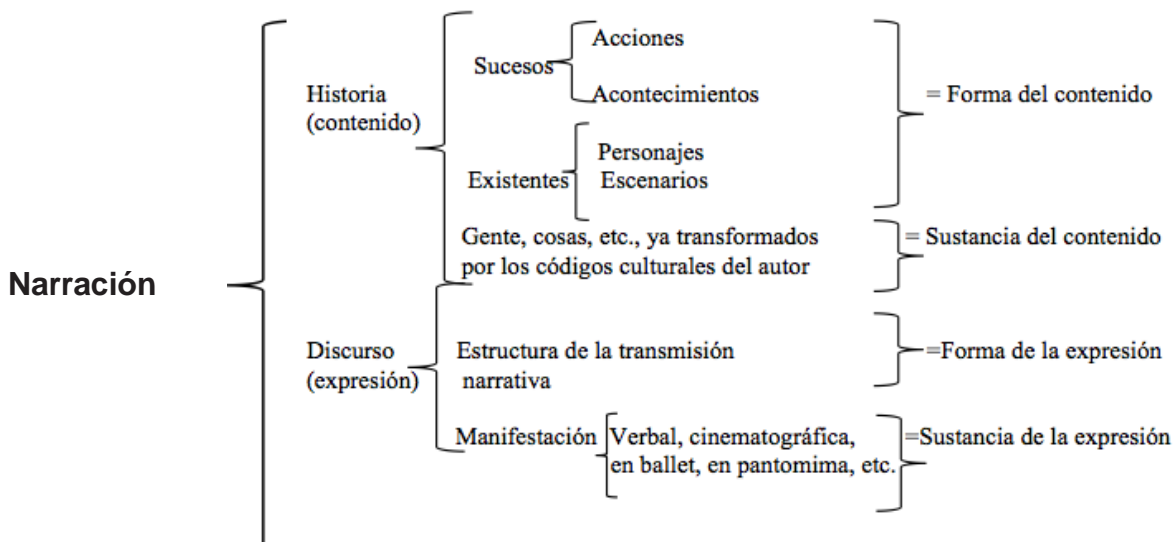 Narración
Historia
(contenido)
Sucesos
Acciones
Acontecimientos
Existentes
Personajes
Escenarios
= Forma del contenido
Gente, cosas, etc., ya transformados
por los códigos culturales del autor
= Sustancia del contenido
Discurso
(expresión)
Estructura de la transmisión
narrativa
=Forma de la expresión
Manifestación
Verbal, cinematográfica,
en ballet, en pantomima, etc.
=Sustancia de la expresión